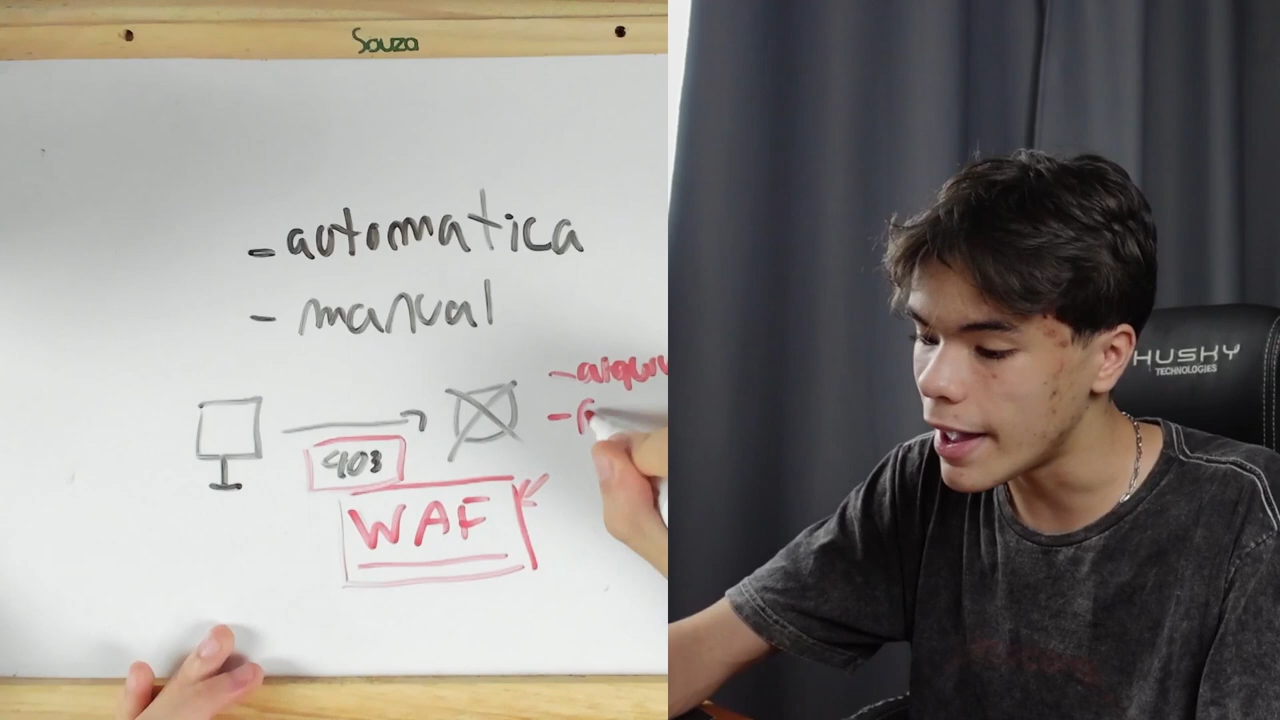 Souza
- automatica
- manual
403
WAF
HUSKY
TECHNOLOGIES